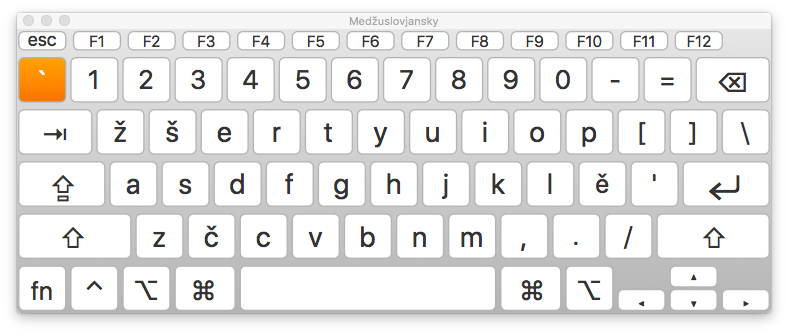 Medžuslovjansky
esc F1 F2 F3 F4 F5 F6 F7 F8 F9 F10 F11 F12
` 1 2 3 4 5 6 7 8 9 0 - = ⌫
⇥ ž š e r t y u i o p [ ] \
⇪ a s d f g h j k l ě ' ↵
⇧ z č c v b n m , . / ⇧
fn ^ ⌥ ⌘ ⌘ ⌥ ◂ ▴ ▾ ▸